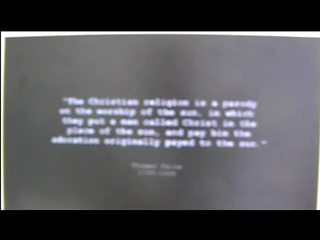 "The Christian religion is a parody
on the worship of the sun, in which
they put a man called Christ in the
place of the sun, and pay him the
adoration originally payed to the sun."
Thomas Paine